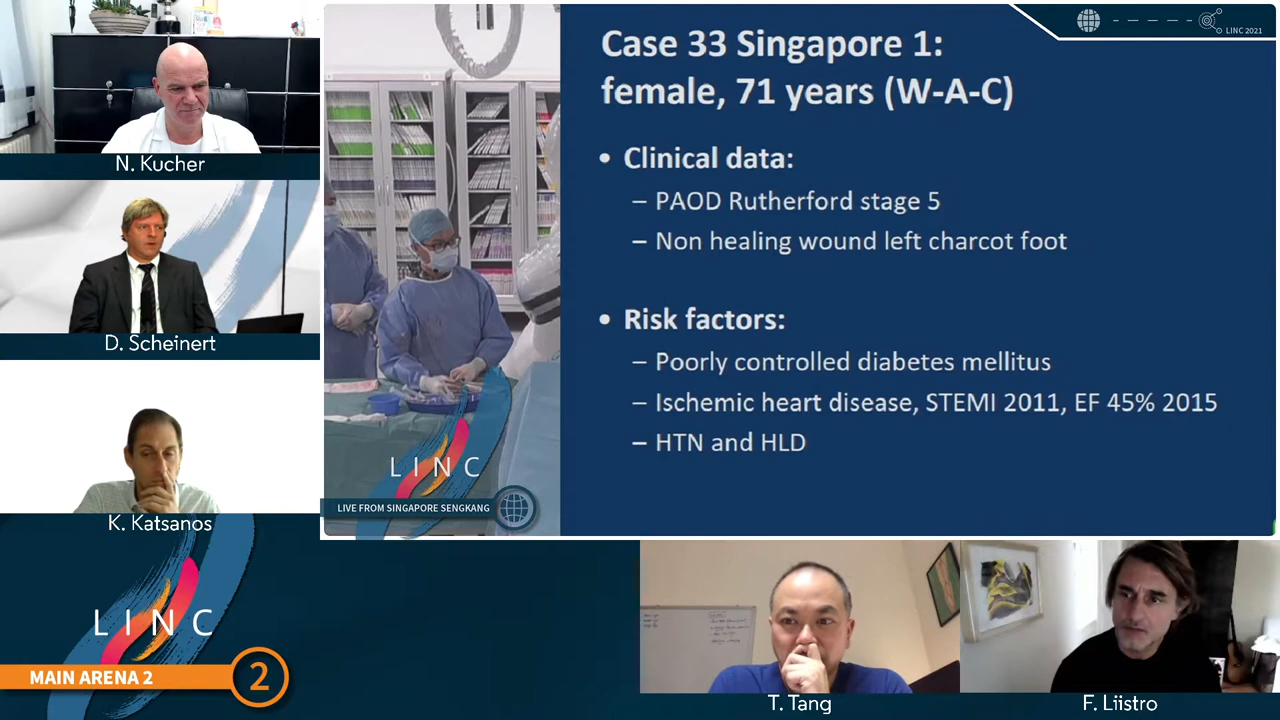 N. Kucher
D. Scheinert
K. Katsanos
LINC
MAIN ARENA 2
2
LINC
LIVE FROM SINGAPORE SENGKANG
LINC 2021
Case 33 Singapore 1:
female, 71 years (W-A-C)
• Clinical data:
– PAOD Rutherford stage 5
– Non healing wound left charcot foot
• Risk factors:
– Poorly controlled diabetes mellitus
– Ischemic heart disease, STEMI 2011, EF 45% 2015
– HTN and HLD
T. Tang
F. Liistro